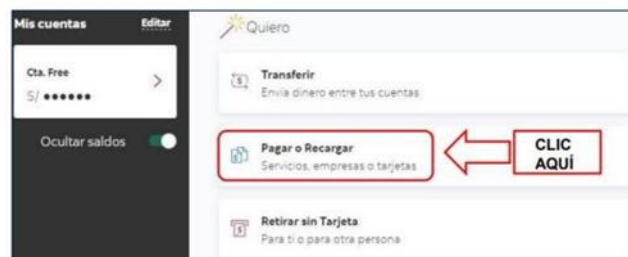 Mis cuentas Editar
Cta. Free
S/ ••••••
Ocultar saldos
Quiero
Transferir
Envía dinero entre tus cuentas
Pagar o Recargar
Servicios, empresas o tarjetas
CLIC
AQUÍ
Retirar sin Tarjeta
Para ti o para otra persona